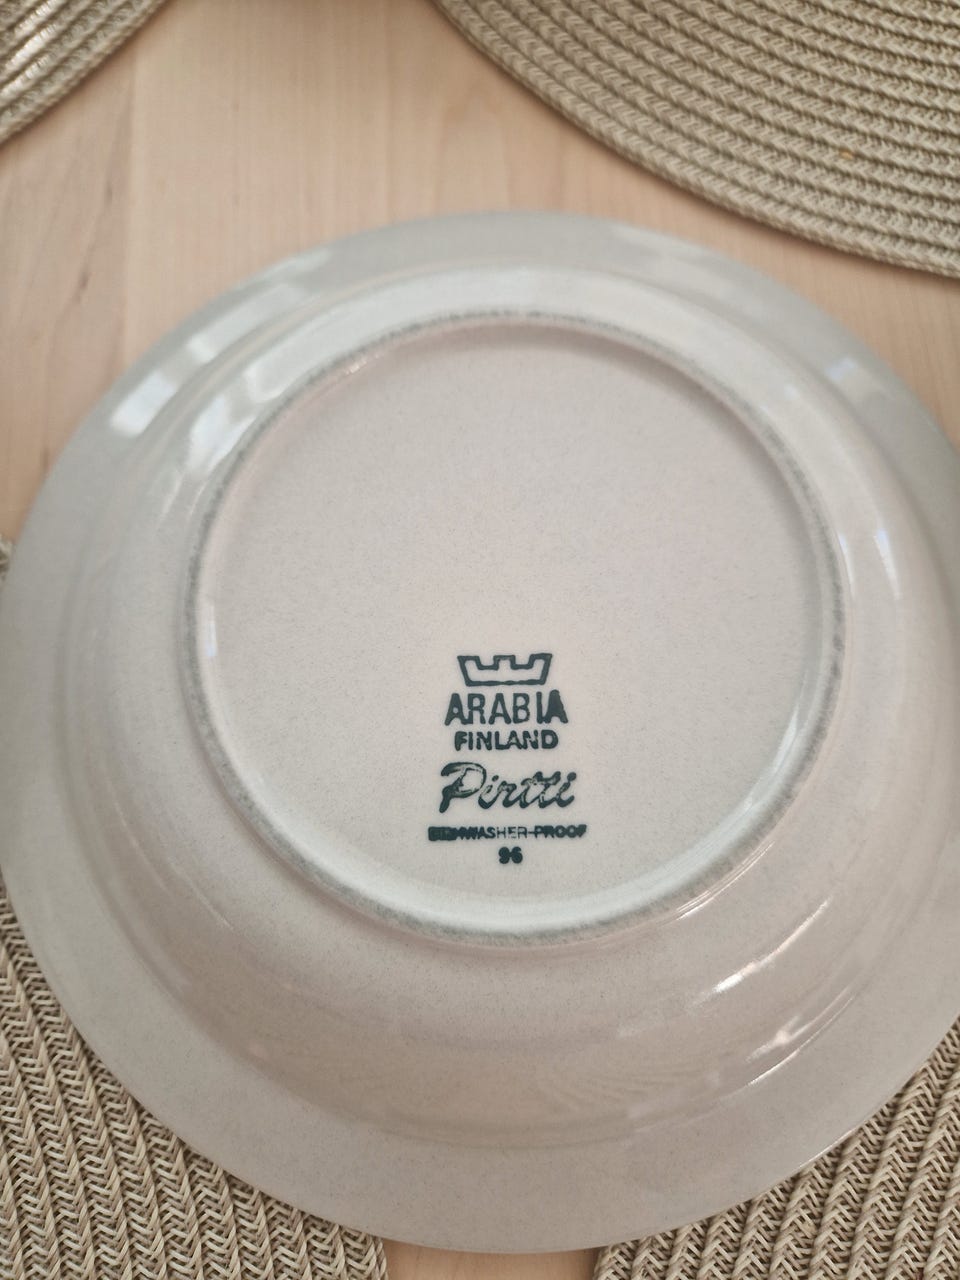 ARABIA
FINLAND
Pirtti
DISHWASHER-PROOF
96